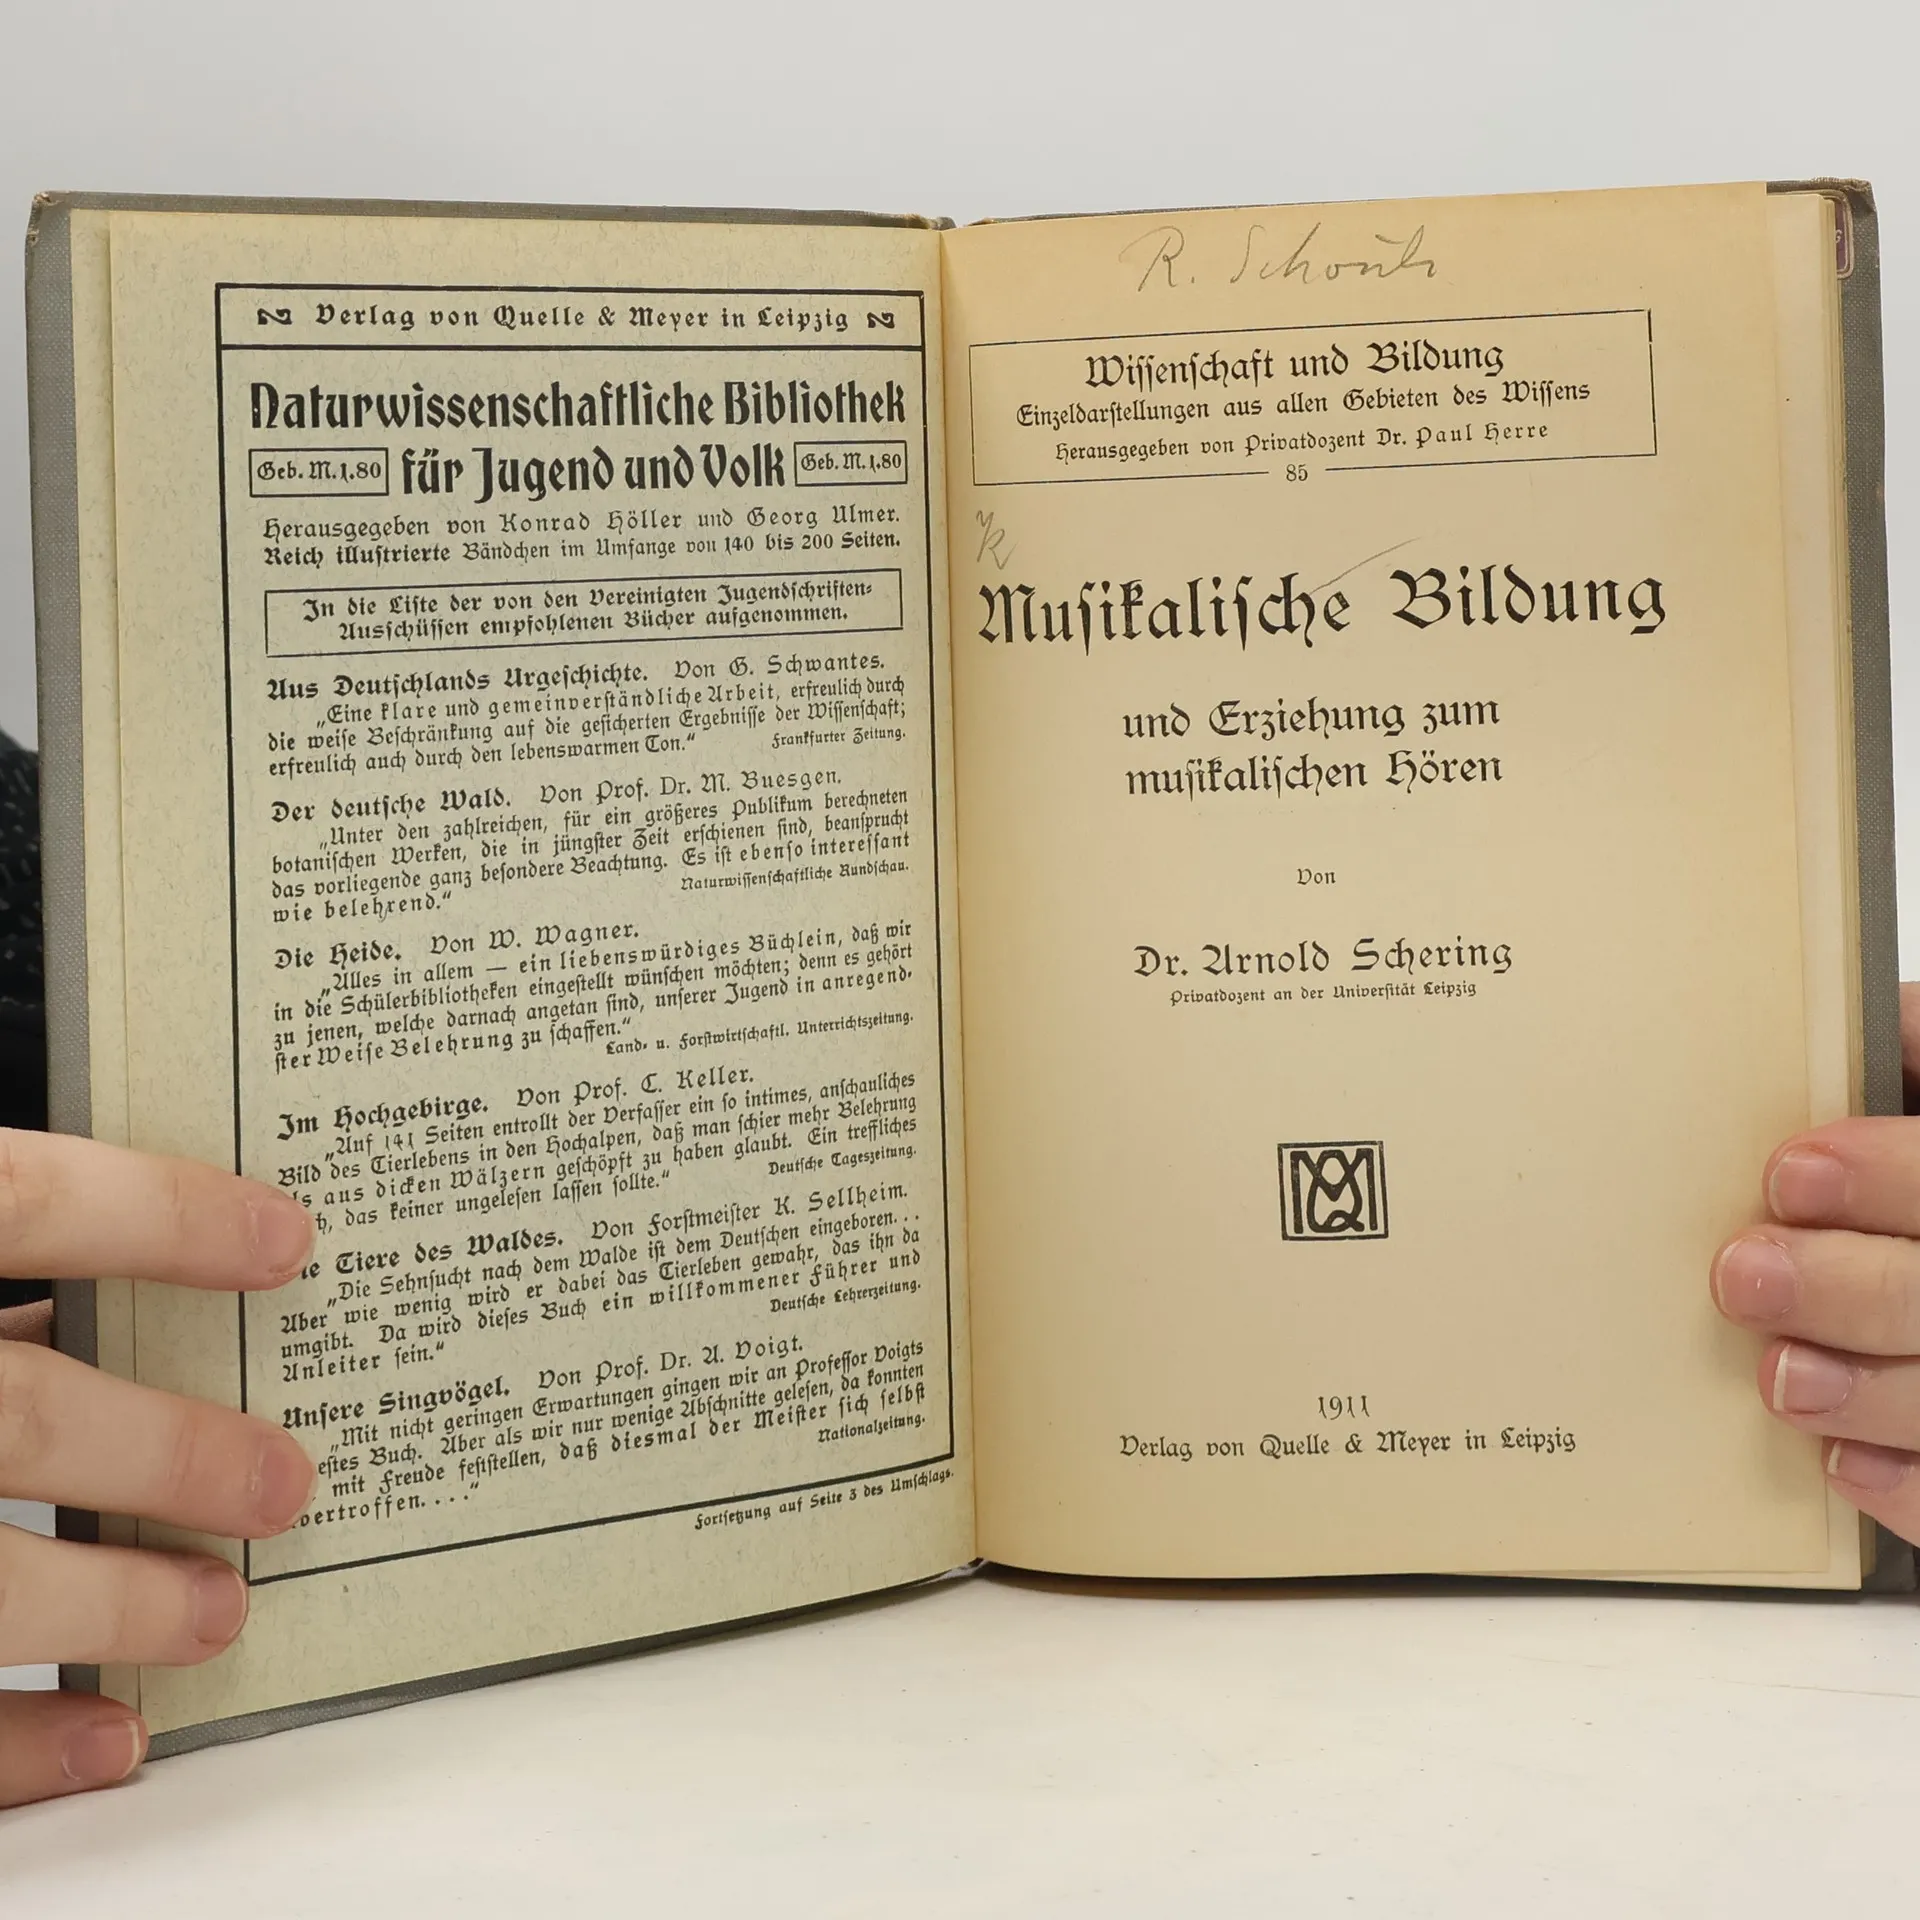 Verlag von Quelle & Meyer in Leipzig
Naturwissenschaftliche Bibliothek
Geb. M. 1.80 für Jugend und Volk Geb. M. 1.80
Herausgegeben von Konrad Höller und Georg Ulmer.
Reich illuſtrierte Bändchen im Umfange von 140 bis 200 Seiten.
In die Liſte der von den Vereinigten Jugendſchriften-
Ausſchüſſen empfohlenen Bücher aufgenommen.
Aus Deutſchlands Urgeſchichte. Von G. Schwantes.
„Eine klare und gemeinverſtändliche Arbeit, erfreulich durch
die weiſe Beſchränkung auf die geſicherten Ergebniſſe der Wiſſenſchaft;
erfreulich auch durch den lebenswarmen Ton.“ Frankfurter Zeitung.
Der deutſche Wald. Von Prof. Dr. M. Buesgen.
„Unter den zahlreichen, für ein größeres Publikum berechneten
botaniſchen Werken, die in jüngſter Zeit erſchienen ſind, beanſprucht
das vorliegende ganz beſondere Beachtung. Es iſt ebenſo intereſſant
wie belehrend.“ Naturwiſſenſchaftliche Rundſchau.
Die Heide. Von W. Wagner.
„Alles in allem — ein liebenswürdiges Büchlein, daß wir
in die Schülerbibliotheken eingeſtellt wünſchen möchten; denn es gehört
zu jenen, welche darnach angetan ſind, unſerer Jugend in anregend-
ſter Weiſe Belehrung zu ſchaffen.“ Land- u. Forſtwirtſchaftl. Unterrichtszeitung.
Im Hochgebirge. Von Prof. C. Keller.
„Auf 141 Seiten entrollt der Verfaſſer ein ſo intimes, anſchauliches
Bild des Tierlebens in den Hochalpen, daß man ſchier mehr Belehrung
aus dicken Wälzern geſchöpft zu haben glaubt. Ein treffliches
das keiner ungeleſen laſſen ſollte.“ Deutſche Tageszeitung.
Tiere des Waldes. Von Forſtmeiſter K. Sellheim.
„Die Sehnſucht nach dem Walde iſt dem Deutſchen eingeboren...
Aber wie wenig wird er dabei das Tierleben gewahr, das ihn da
umgibt. Da wird dieſes Buch ein willkommener Führer und
Anleiter ſein.“ Deutſche Lehrerzeitung.
Unſere Singvögel. Von Prof. Dr. A. Voigt.
„Mit nicht geringen Erwartungen gingen wir an Profeſſor Voigts
Buch. Aber als wir nur wenige Abſchnitte geleſen, da konnten
mit Freude feſtſtellen, daß diesmal der Meiſter ſich ſelbſt
Nationalzeitung.
Fortſetzung auf Seite 3 des Umſchlags.
R.
Wiſſenſchaft und Bildung
Einzeldarſtellungen aus allen Gebieten des Wiſſens
Herausgegeben von Privatdozent Dr. Paul Herre
85
Muſikaliſche Bildung
und Erziehung zum
muſikaliſchen Hören
Von
Dr. Arnold Schering
Privatdozent an der Univerſität Leipzig
QM
1911
Verlag von Quelle & Meyer in Leipzig